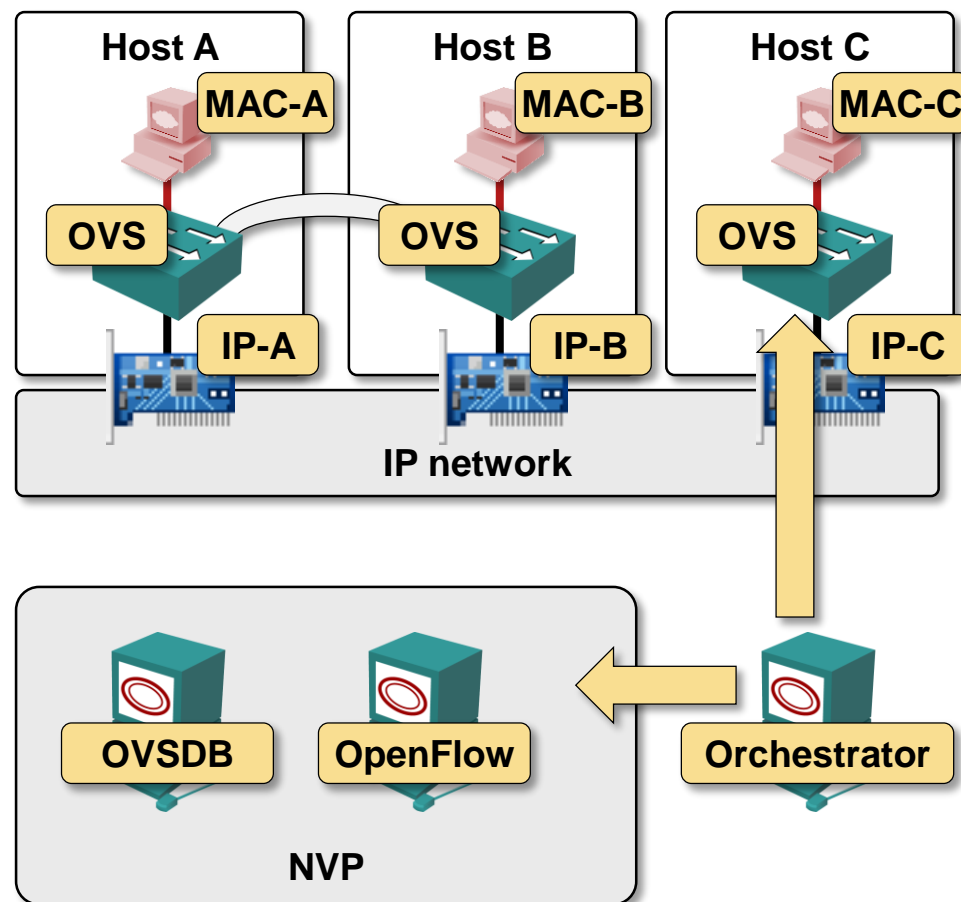 Host A
Host B
Host C
MAC-A
MAC-B
MAC-C
OVS
OVS
OVS
IP-A
IP-B
IP-C
IP network
OVSDB
OpenFlow
Orchestrator
NVP